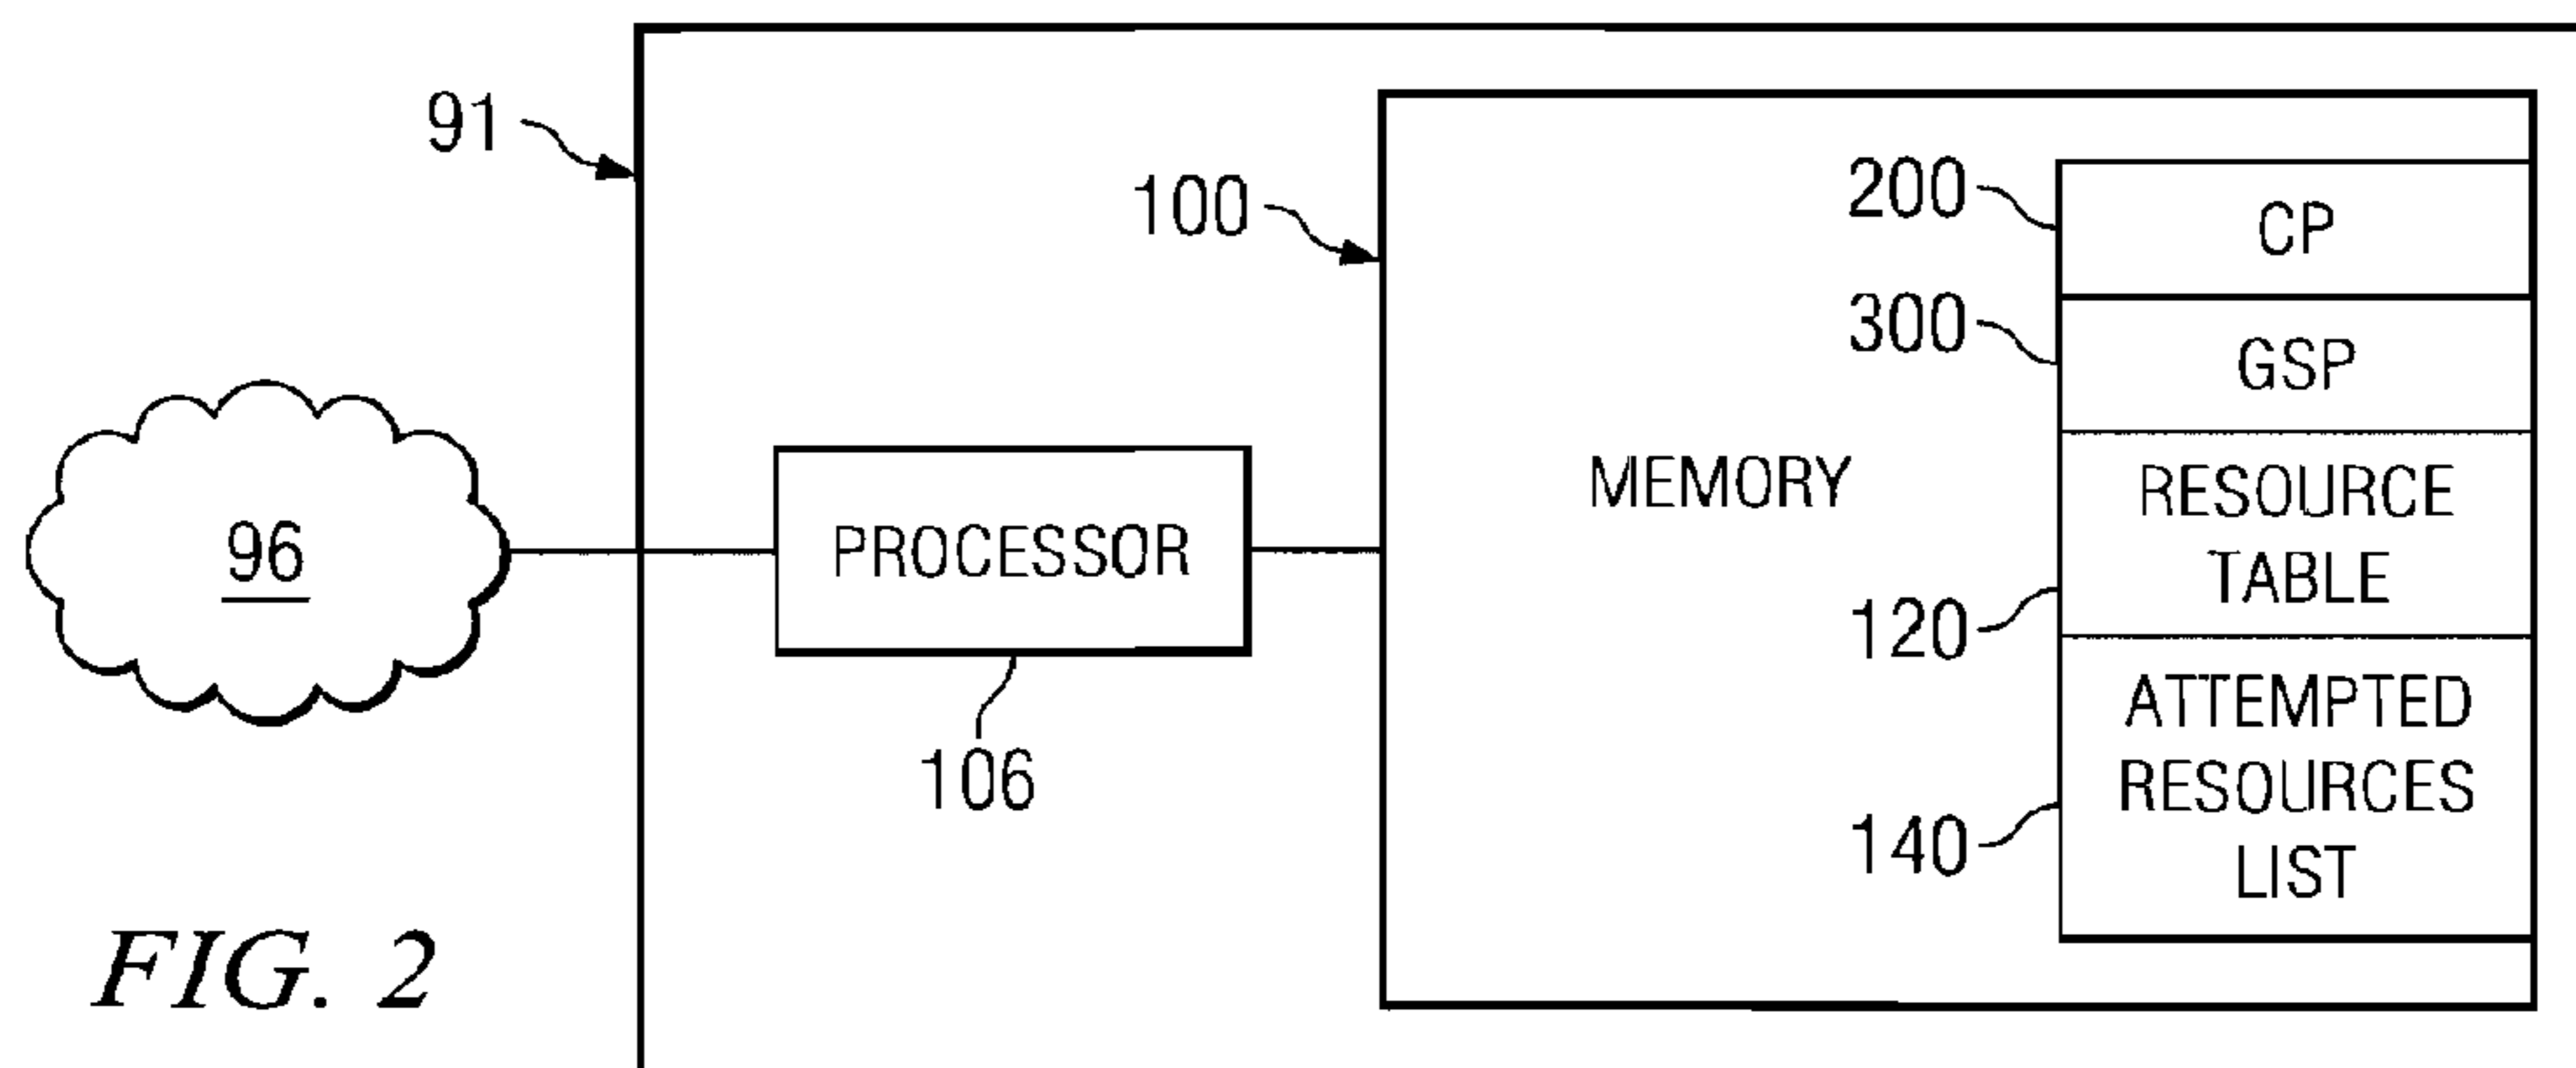 91
100
200
CP
300
GSP
MEMORY
RESOURCE
TABLE
120
96
PROCESSOR
106
ATTEMPTED
RESOURCES
LIST
140
FIG. 2